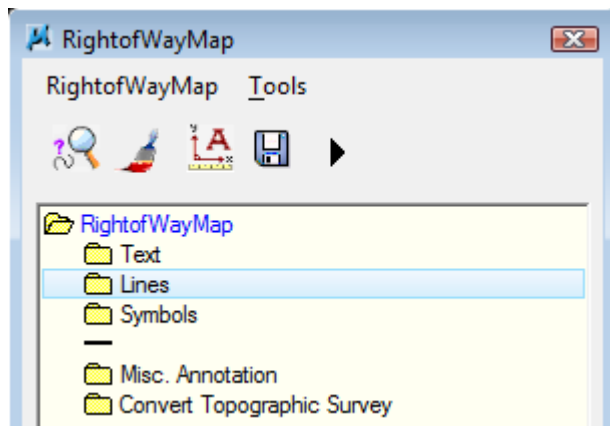 RightofWayMap
RightofWayMap Tools
RightofWayMap
Text
Lines
Symbols
Misc. Annotation
Convert Topographic Survey